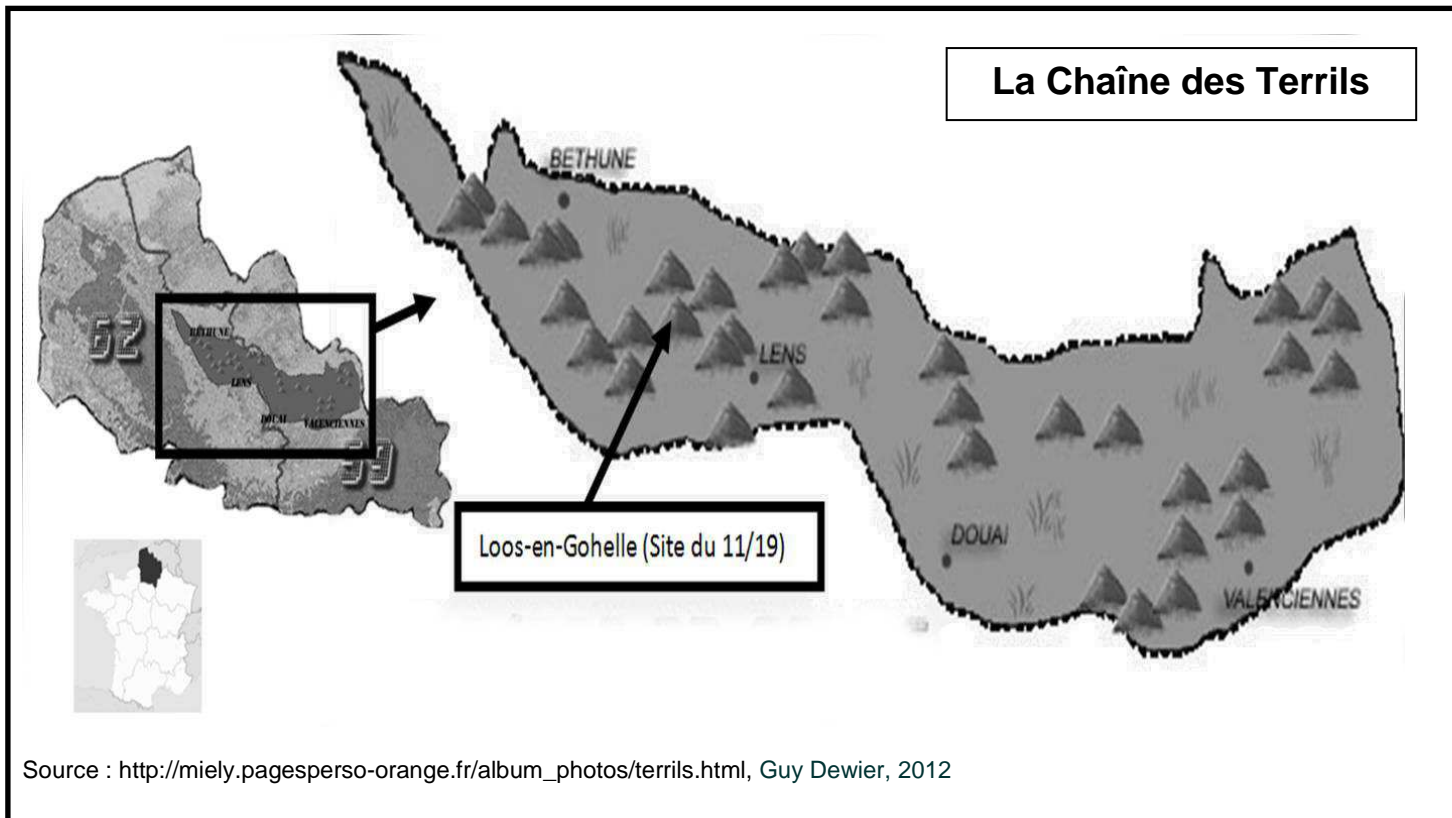 La Chaîne des Terrils
BETHUNE
LENS
DOUAI
VALENCIENNES
62
BÉTHUNE
LENS
DOUAI
VALENCIENNES
59
Loos-en-Gohelle (Site du 11/19)
Source : http://miely.pagesperso-orange.fr/album_photos/terrils.html, Guy Dewier, 2012